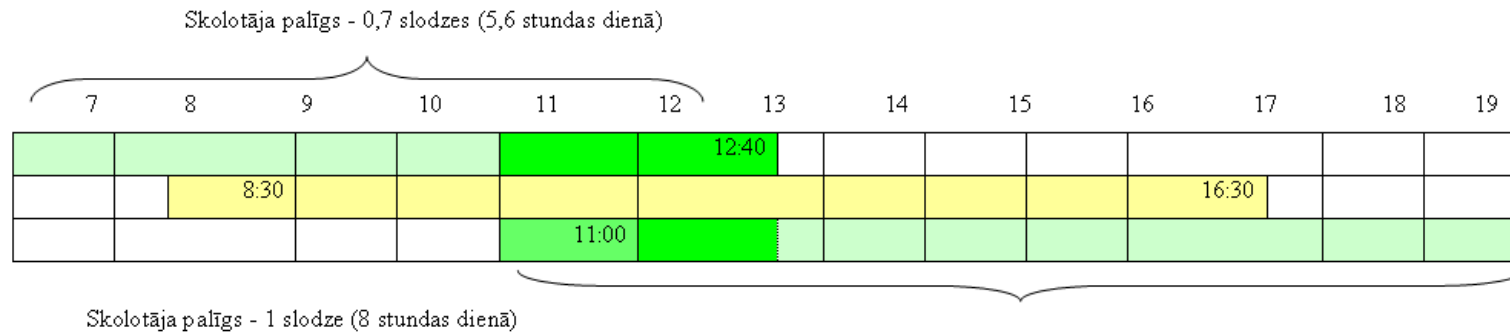 Skolotāja palīgs - 0,7 slodzes (5,6 stundas dienā)
7 8 9 10 11 12 13 14 15 16 17 18 19
12:40
8:30 16:30
11:00
Skolotāja palīgs - 1 slodze (8 stundas dienā)